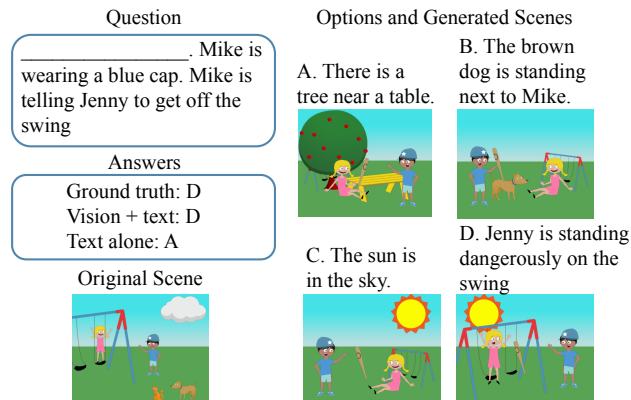 Question
________________. Mike is
wearing a blue cap. Mike is
telling Jenny to get off the
swing
Answers
Ground truth: D
Vision + text: D
Text alone: A
Original Scene
Options and Generated Scenes
A. There is a
tree near a table.
B. The brown
dog is standing
next to Mike.
C. The sun is
in the sky.
D. Jenny is standing
dangerously on the
swing